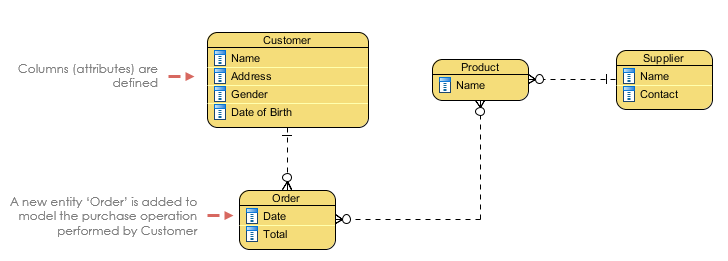 Columns (attributes) are
defined
Customer
Name
Address
Gender
Date of Birth
Product
Name
Supplier
Name
Contact
A new entity ‘Order’ is added to
model the purchase operation
performed by Customer
Order
Date
Total